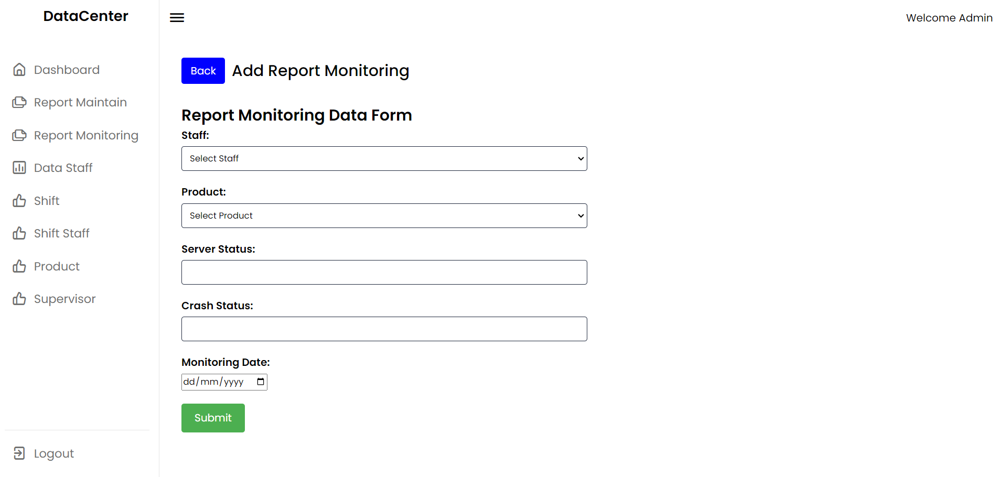 DataCenter
Welcome Admin
Dashboard
Report Maintain
Report Monitoring
Data Staff
Shift
Shift Staff
Product
Supervisor
Logout
Back
Add Report Monitoring
Report Monitoring Data Form
Staff:
Select Staff
Product:
Select Product
Server Status:
Crash Status:
Monitoring Date:
dd/mm/yyyy
Submit